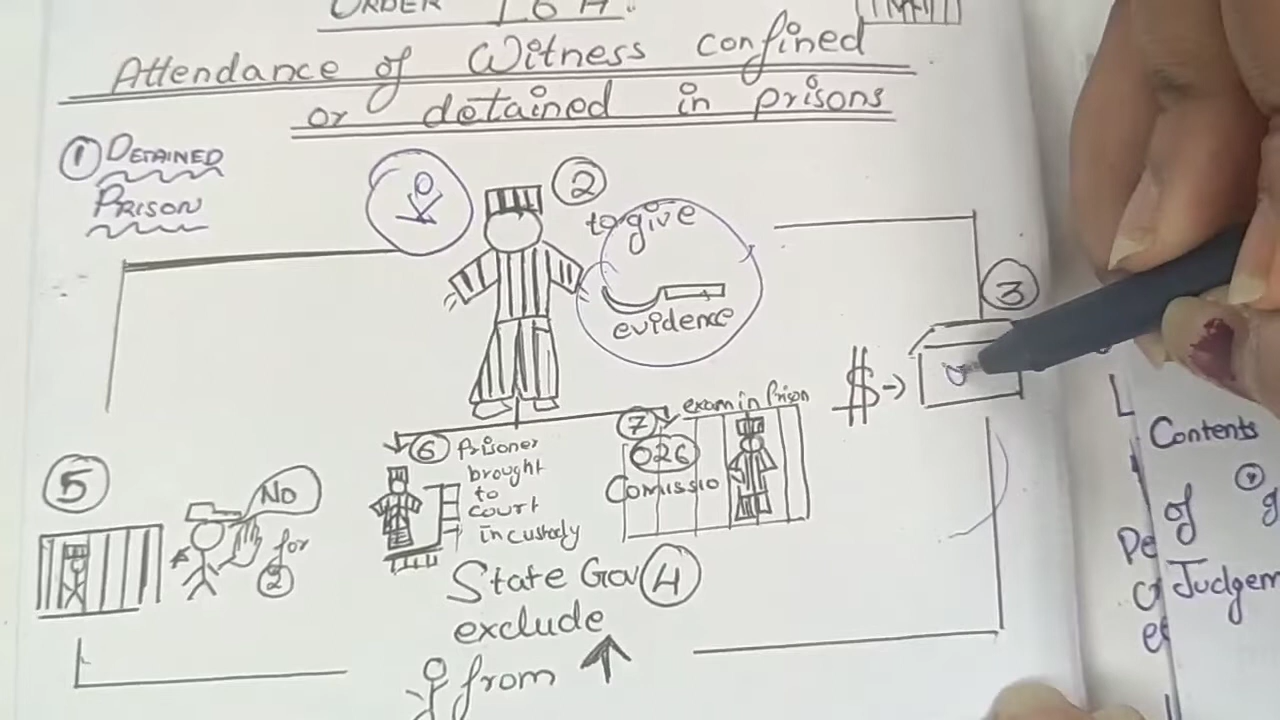 ORDER 16A.
Attendance of Witness confined
or detained in prisons
① DETAINED
PRISON
②
to give
evidence
③
$→
⑥ Prisoner
brought
to
court
in custody
⑦ exam in Prison
O26
Comissio
⑤
No
for
②
State Gov ④
exclude
from
Contents
of
Judgem